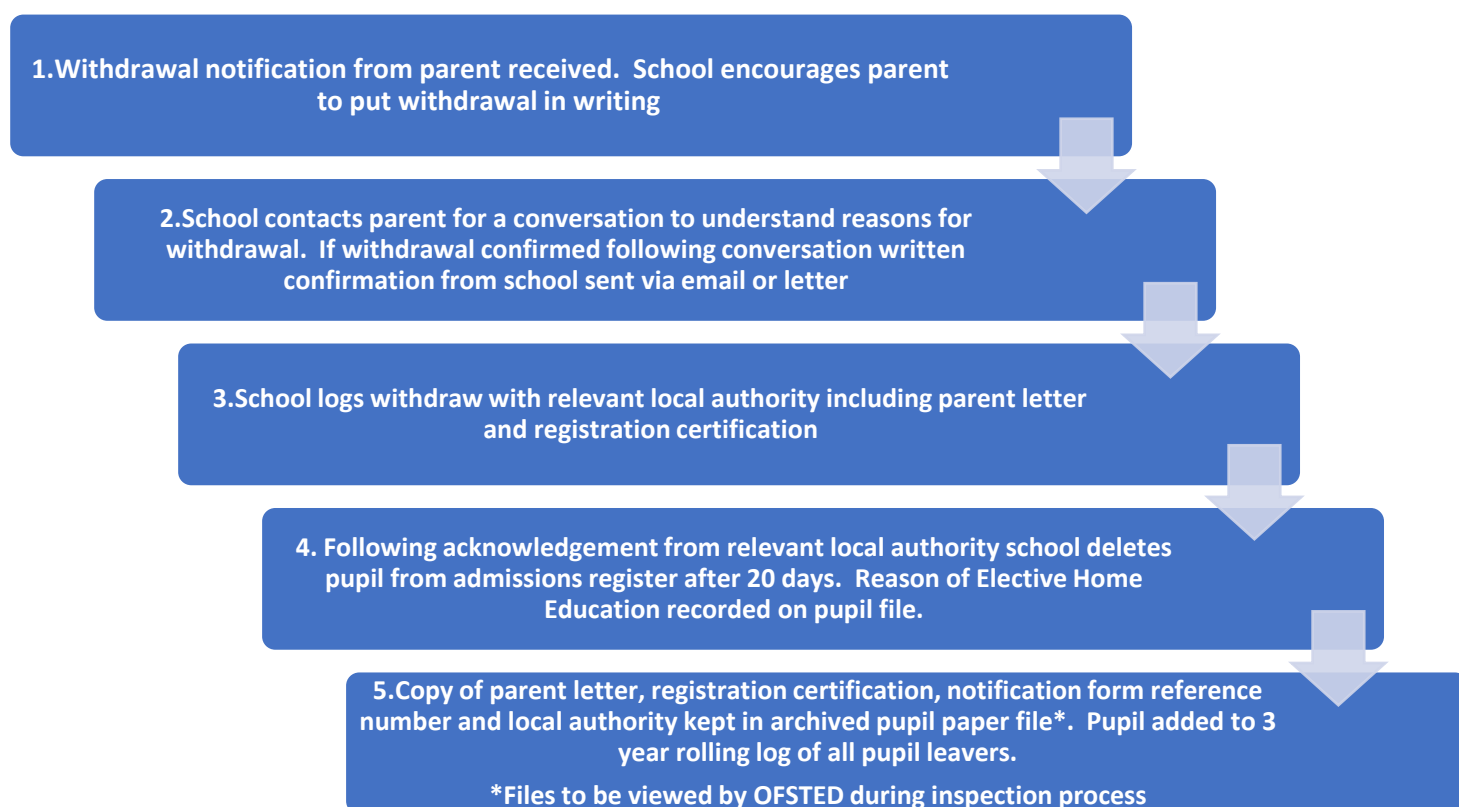 1.Withdrawal notification from parent received.  School encourages parent
to put withdrawal in writing
2.School contacts parent for a conversation to understand reasons for
withdrawal.  If withdrawal confirmed following conversation written
confirmation from school sent via email or letter
3.School logs withdraw with relevant local authority including parent letter
and registration certification
4. Following acknowledgement from relevant local authority school deletes
pupil from admissions register after 20 days.  Reason of Elective Home
Education recorded on pupil file.
5.Copy of parent letter, registration certification, notification form reference
number and local authority kept in archived pupil paper file*.  Pupil added to 3
year rolling log of all pupil leavers.
*Files to be viewed by OFSTED during inspection process